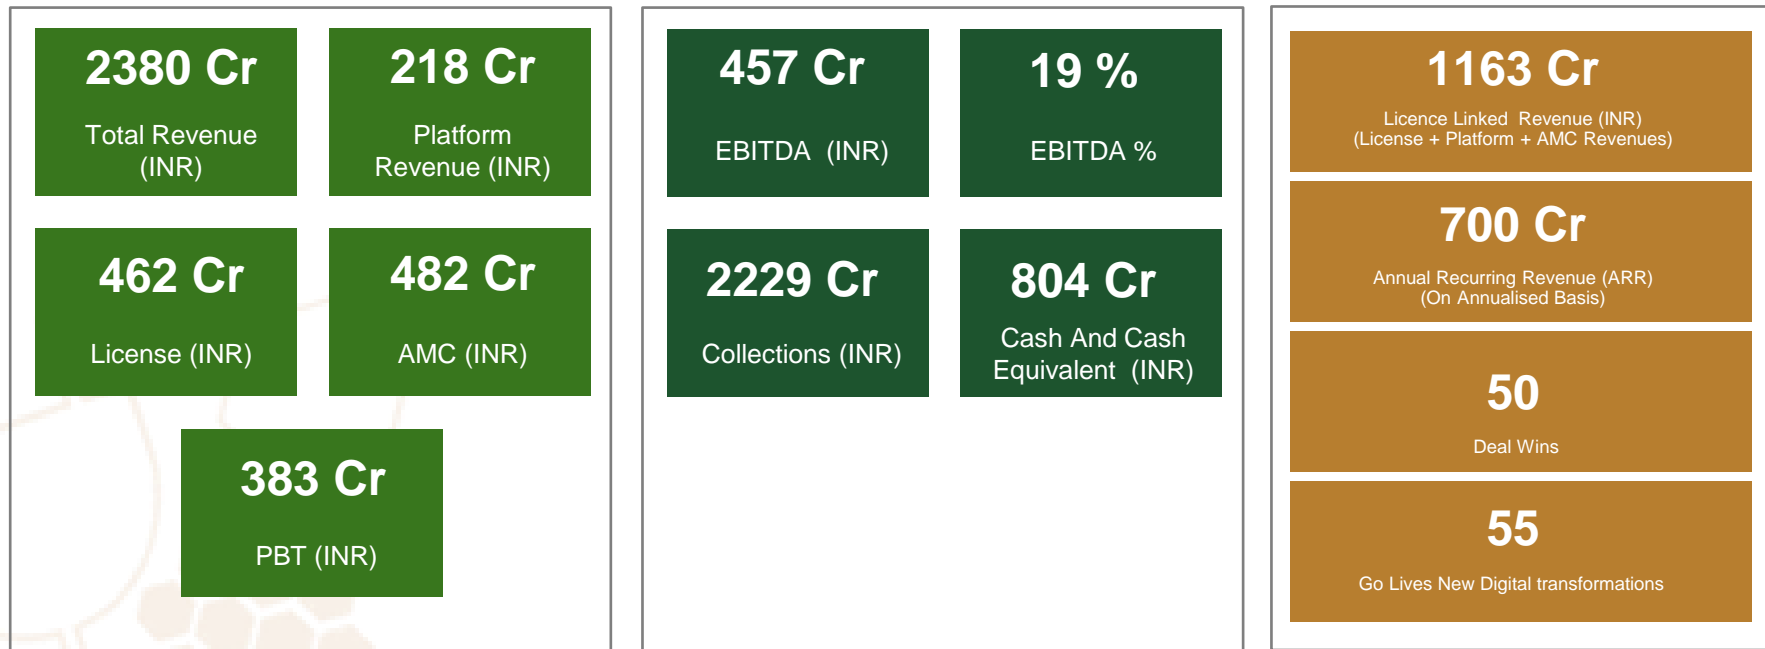 2380 Cr
Total Revenue
(INR)
218 Cr
Platform
Revenue (INR)
462 Cr
License (INR)
482 Cr
AMC (INR)
383 Cr
PBT (INR)
457 Cr
EBITDA (INR)
19 %
EBITDA %
2229 Cr
Collections (INR)
804 Cr
Cash And Cash
Equivalent (INR)
1163 Cr
Licence Linked Revenue (INR)
(License + Platform + AMC Revenues)
700 Cr
Annual Recurring Revenue (ARR)
(On Annualised Basis)
50
Deal Wins
55
Go Lives New Digital transformations